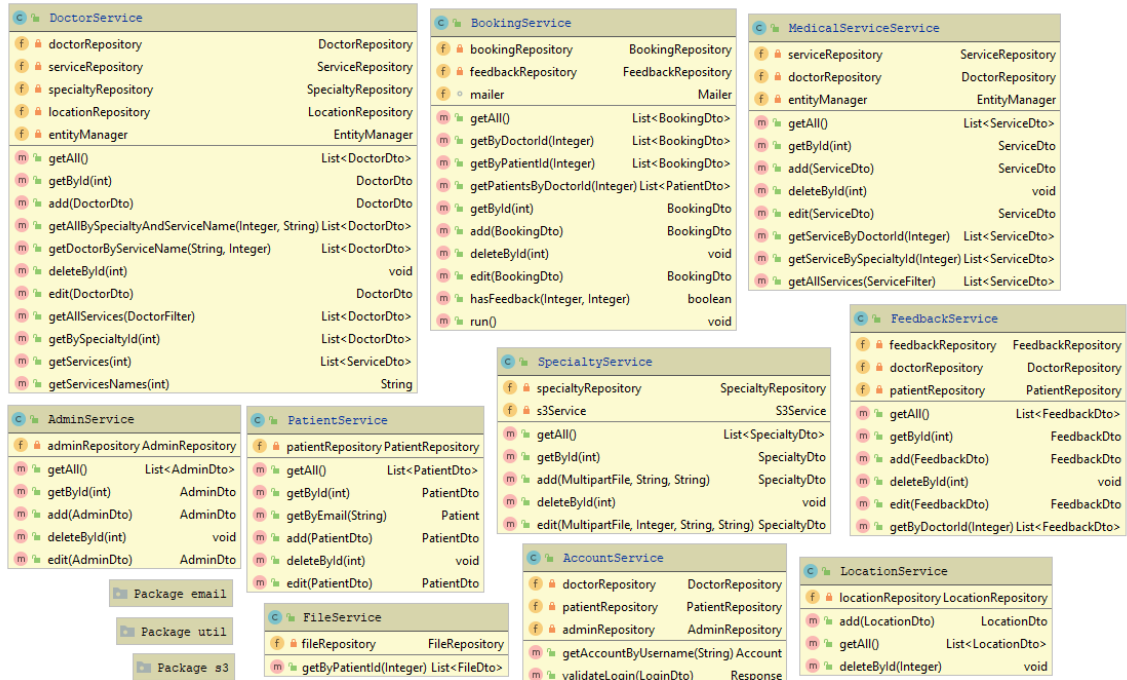 DoctorService
doctorRepository DoctorRepository
serviceRepository ServiceRepository
specialtyRepository SpecialtyRepository
locationRepository LocationRepository
entityManager EntityManager
getAll() List<DoctorDto>
getById(int) DoctorDto
add(DoctorDto) DoctorDto
getAllBySpecialtyAndServiceName(Integer, String) List<DoctorDto>
getDoctorByServiceName(String, Integer) List<DoctorDto>
deleteById(int) void
edit(DoctorDto) DoctorDto
getAllServices(DoctorFilter) List<DoctorDto>
getBySpecialtyId(int) List<DoctorDto>
getServices(int) List<ServiceDto>
getServicesNames(int) String
BookingService
bookingRepository BookingRepository
feedbackRepository FeedbackRepository
mailer Mailer
getAll() List<BookingDto>
getByDoctorId(Integer) List<BookingDto>
getByPatientId(Integer) List<BookingDto>
getPatientsByDoctorId(Integer) List<PatientDto>
getById(int) BookingDto
add(BookingDto) BookingDto
deleteById(int) void
edit(BookingDto) BookingDto
hasFeedback(Integer, Integer) boolean
run() void
MedicalServiceService
serviceRepository ServiceRepository
doctorRepository DoctorRepository
entityManager EntityManager
getAll() List<ServiceDto>
getById(int) ServiceDto
add(ServiceDto) ServiceDto
deleteById(int) void
edit(ServiceDto) ServiceDto
getServiceByDoctorId(Integer) List<ServiceDto>
getServiceBySpecialtyId(Integer) List<ServiceDto>
getAllServices(ServiceFilter) List<ServiceDto>
FeedbackService
feedbackRepository FeedbackRepository
doctorRepository DoctorRepository
patientRepository PatientRepository
getAll() List<FeedbackDto>
getById(int) FeedbackDto
add(FeedbackDto) FeedbackDto
deleteById(int) void
edit(FeedbackDto) FeedbackDto
getByDoctorId(Integer) List<FeedbackDto>
SpecialtyService
specialtyRepository SpecialtyRepository
s3Service S3Service
getAll() List<SpecialtyDto>
getById(int) SpecialtyDto
add(MultipartFile, String, String) SpecialtyDto
deleteById(int) void
edit(MultipartFile, Integer, String, String) SpecialtyDto
AdminService
adminRepository AdminRepository
getAll() List<AdminDto>
getById(int) AdminDto
add(AdminDto) AdminDto
deleteById(int) void
edit(AdminDto) AdminDto
PatientService
patientRepository PatientRepository
getAll() List<PatientDto>
getById(int) PatientDto
getByEmail(String) Patient
add(PatientDto) PatientDto
deleteById(int) void
edit(PatientDto) PatientDto
Package email
Package util
Package s3
FileService
fileRepository FileRepository
getByPatientId(Integer) List<FileDto>
AccountService
doctorRepository DoctorRepository
patientRepository PatientRepository
adminRepository AdminRepository
getAccountByUsername(String) Account
validateLogin(LoginDto) Response
LocationService
locationRepository LocationRepository
add(LocationDto) LocationDto
getAll() List<LocationDto>
deleteById(Integer) void